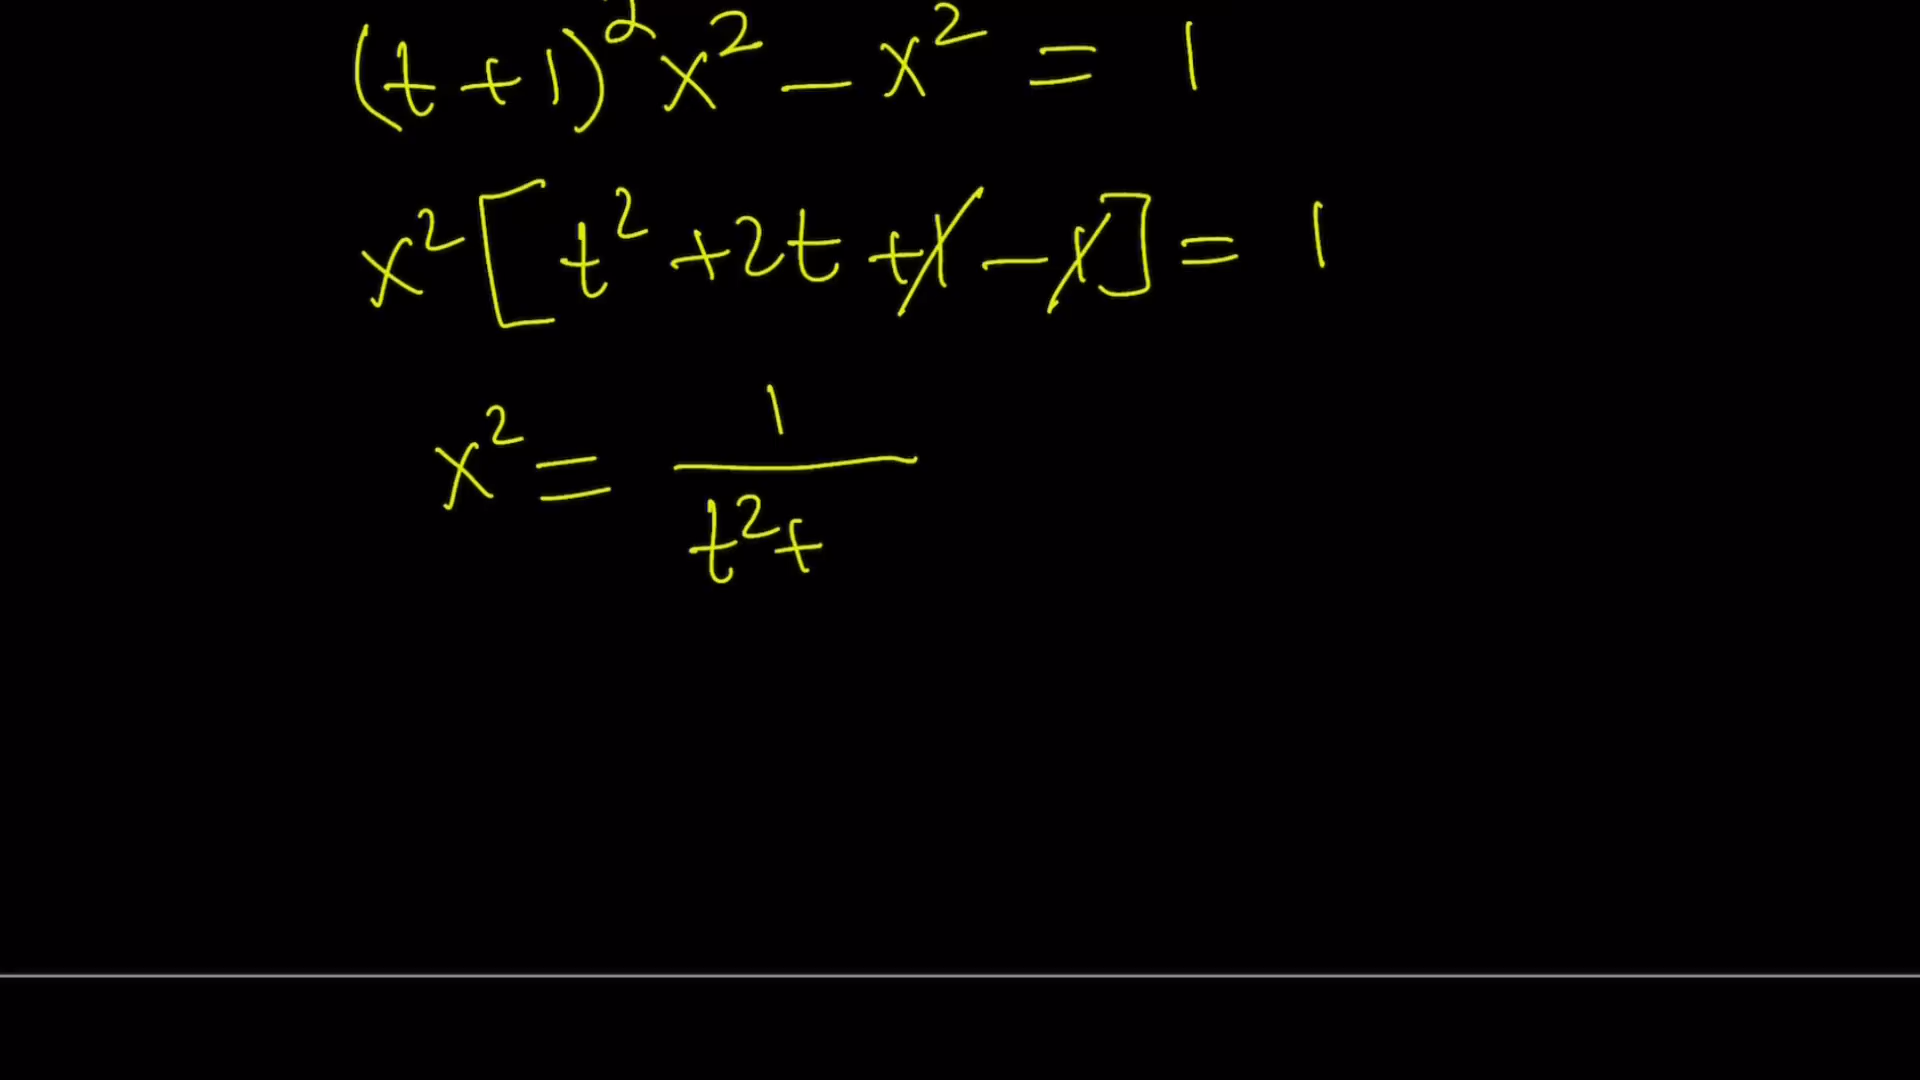 (t+1)²x² - x² = 1
x²[t² + 2t + 1 - 1] = 1
x² = 1/(t²+